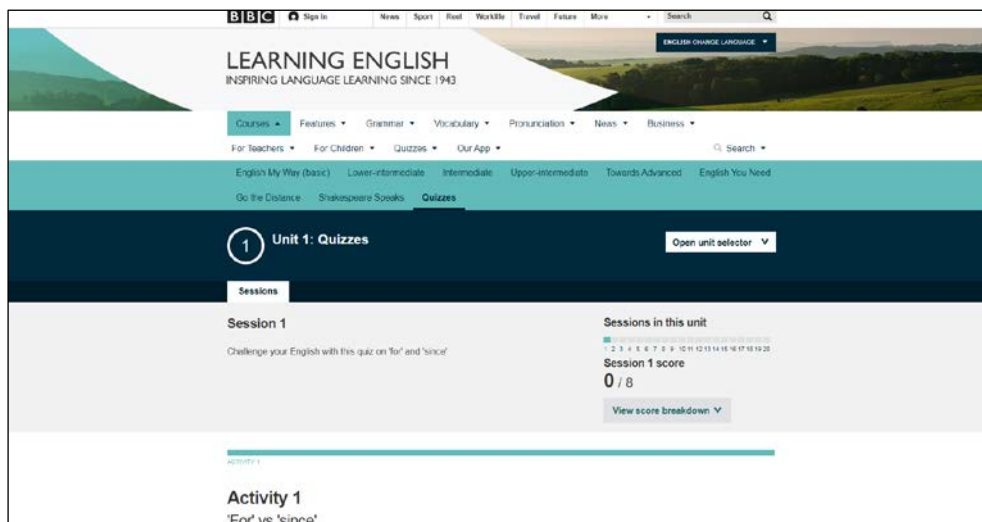 BBC Sign in News Sport Reel Worklife Travel Future More Search
ENGLISH CHANGE LANGUAGE
LEARNING ENGLISH
INSPIRING LANGUAGE LEARNING SINCE 1943
Courses Features Grammar Vocabulary Pronunciation News Business
For Teachers For Children Quizzes Our App Search
English My Way (basic) Lower-intermediate Intermediate Upper-intermediate Towards Advanced English You Need
Go the Distance Shakespeare Speaks Quizzes
1 Unit 1: Quizzes Open unit selector
Sessions
Session 1
Challenge your English with this quiz on 'for' and 'since'
Sessions in this unit
1 2 3 4 5 6 7 8 9 10 11 12 13 14 15 16 17 18 19 20
Session 1 score
0 / 8
View score breakdown
ACTIVITY 1
Activity 1
'For' vs 'since'